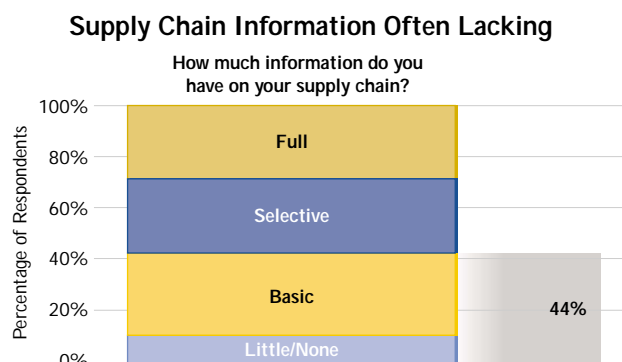 Supply Chain Information Often Lacking
How much information do you
have on your supply chain?
Percentage of Respondents
100%
80%
60%
40%
20%
0%
Full
Selective
Basic
Little/None
44%